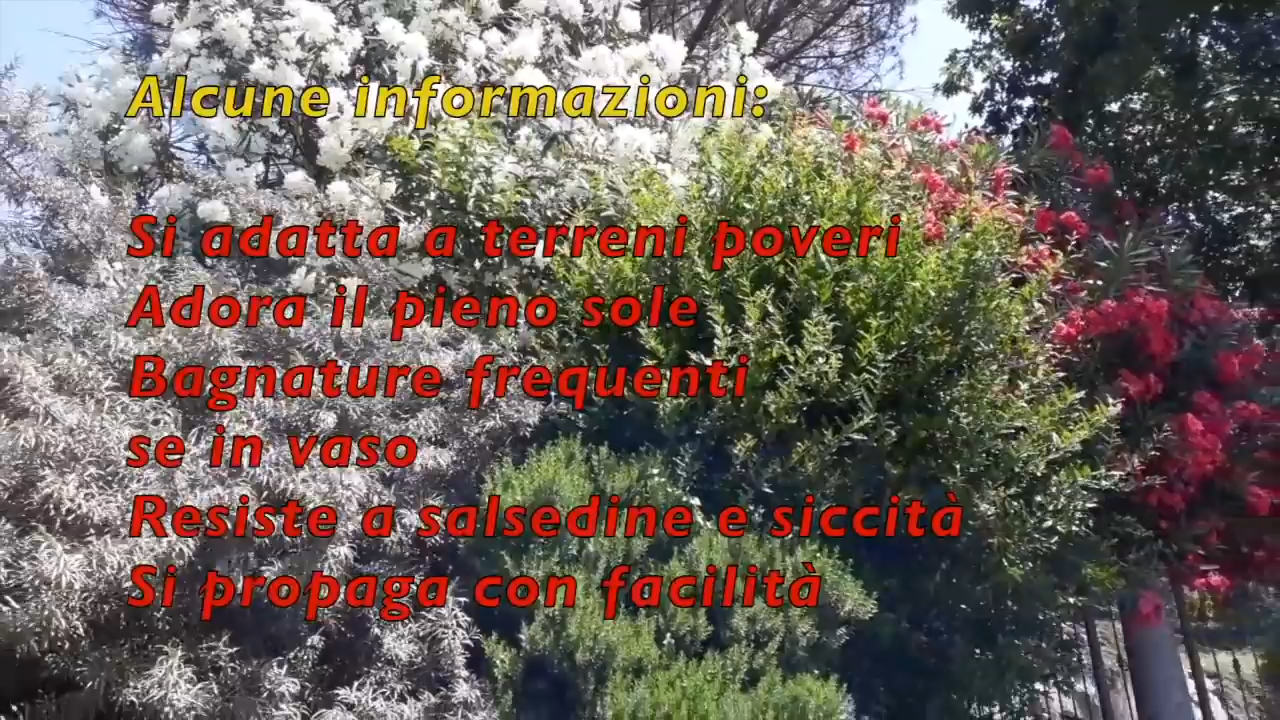 Alcune informazioni:
Si adatta a terreni poveri
Adora il pieno sole
Bagnature frequenti
se in vaso
Resiste a salsedine e siccità
Si propaga con facilità